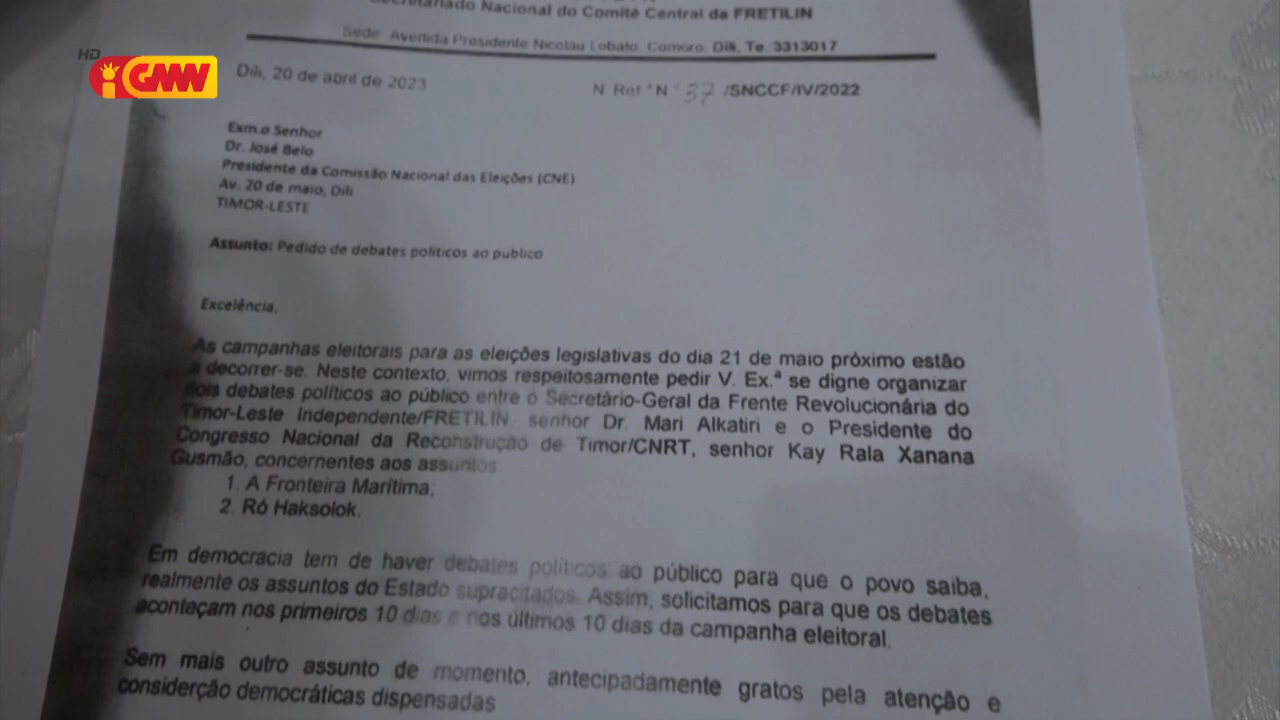 HD
GMN
Secretariado Nacional do Comité Central da FRETILIN
Sede: Avenida Presidente Nicolau Lobato, Comoro, Dili, Te. 3313017
Dili, 20 de abril de 2023
N Ref ª N° 37 /SNCCF/IV/2022
Exm.o Senhor
Dr. José Belo
Presidente da Comissão Nacional das Eleições (CNE)
Av. 20 de maio, Dili
TIMOR-LESTE
Assunto: Pedido de debates políticos ao publico
Excelência,
As campanhas eleitorais para as eleições legislativas do dia 21 de maio próximo estão
a decorrer-se. Neste contexto, vimos respeitosamente pedir V. Ex.ª se digne organizar
dois debates políticos ao público entre o Secretário-Geral da Frente Revolucionária do
Timor-Leste Independente/FRETILIN, senhor Dr. Mari Alkatiri e o Presidente do
Congresso Nacional da Reconstrução de Timor/CNRT, senhor Kay Rala Xanana
Gusmão, concernentes aos assuntos:
1. A Fronteira Marítima;
2. Ró Haksolok.
Em democracia tem de haver debates políticos ao público para que o povo saiba,
realmente os assuntos do Estado supracitados. Assim, solicitamos para que os debates
aconteçam nos primeiros 10 dias e nos últimos 10 dias da campanha eleitoral.
Sem mais outro assunto de momento, antecipadamente gratos pela atenção e
considerção democráticas dispensadas